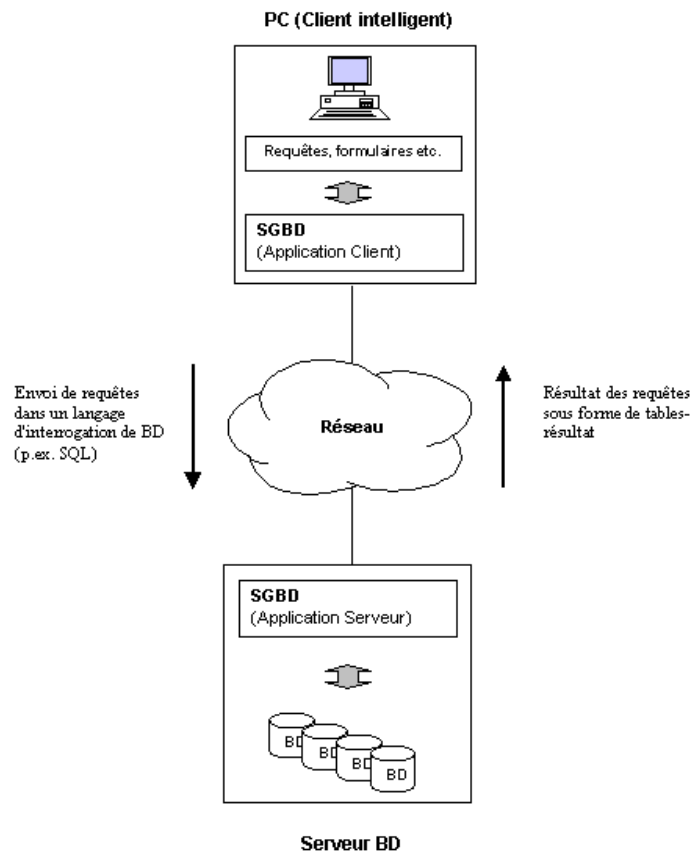 PC (Client intelligent)
Requêtes, formulaires etc.
SGBD
(Application Client)
Envoi de requêtes
dans un langage
d'interrogation de BD
(p.ex. SQL)
Réseau
Résultat des requêtes
sous forme de tables-
résultat
SGBD
(Application Serveur)
BD
BD
BD
BD
Serveur BD